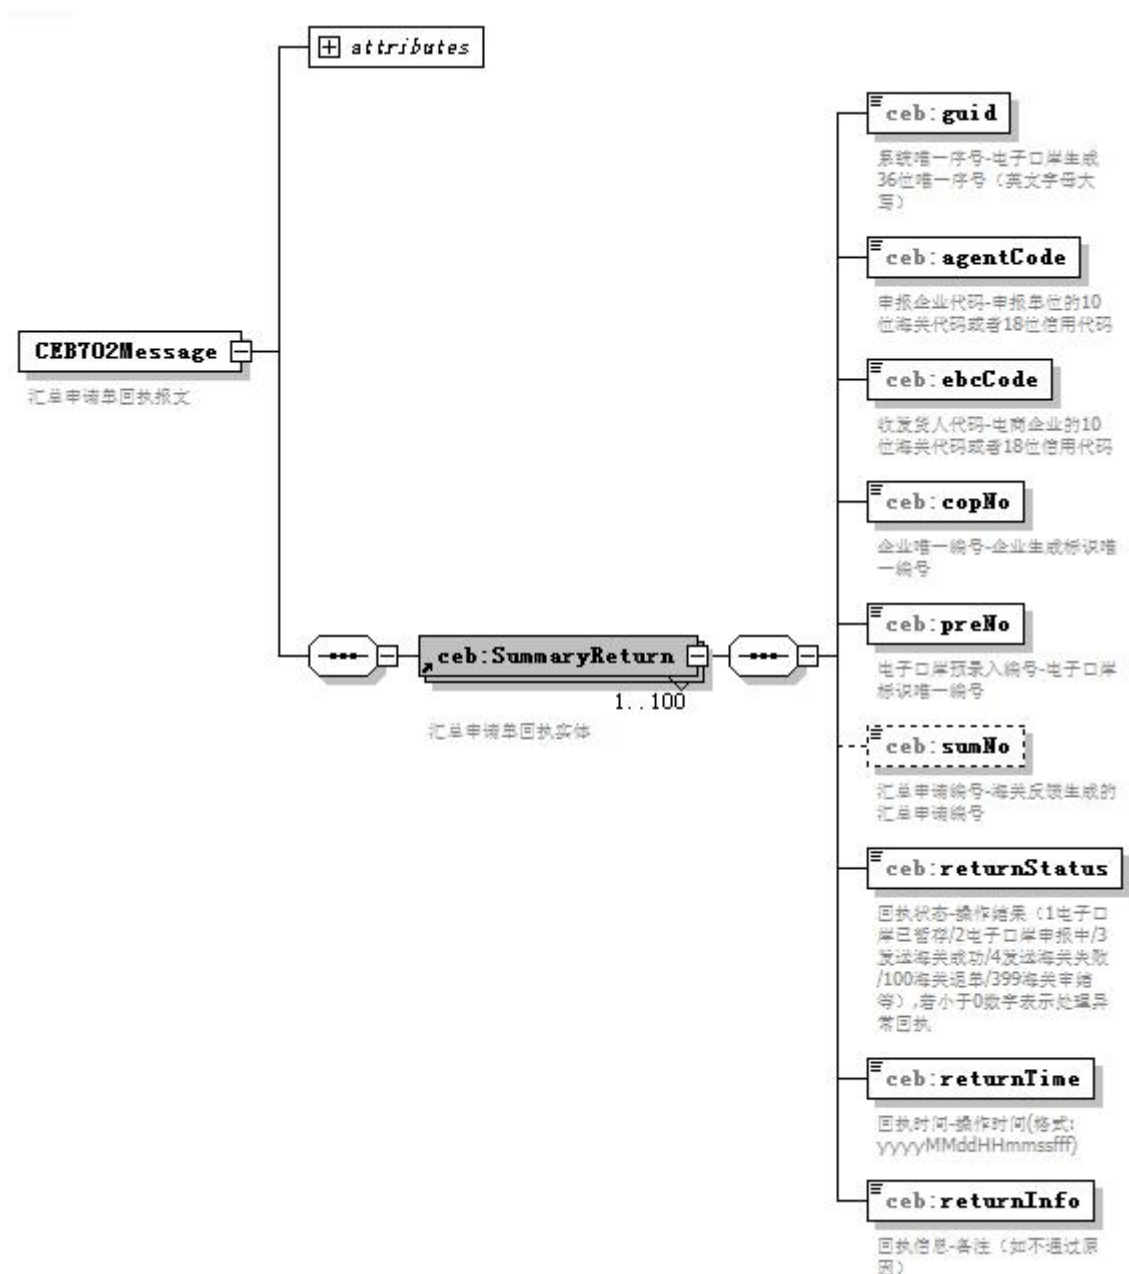 attributes
ceb:guid
系统唯一序号-电子口岸生成
36位唯一序号（英文字母大
写）
ceb:agentCode
申报企业代码-申报单位的10
位海关代码或者18位信用代码
CEB702Message
汇总申请单回执报文
ceb:ebcCode
收发货人代码-电商企业的10
位海关代码或者18位信用代码
ceb:copNo
企业唯一编号-企业生成标识唯
一编号
ceb:preNo
电子口岸预录入编号-电子口岸
标识唯一编号
ceb:SummaryReturn
1..100
汇总申请单回执实体
ceb:sumNo
汇总申请编号-海关反馈生成的
汇总申请编号
ceb:returnStatus
回执状态-操作结果（1电子口
岸已暂存/2电子口岸申报中/3
发送海关成功/4发送海关失败
/100海关退单/399海关审结
等）,若小于0数字表示处理异
常回执
ceb:returnTime
回执时间-操作时间(格式:
yyyyMMddHHmmssfff)
ceb:returnInfo
回执信息-备注（如不通过原
因）